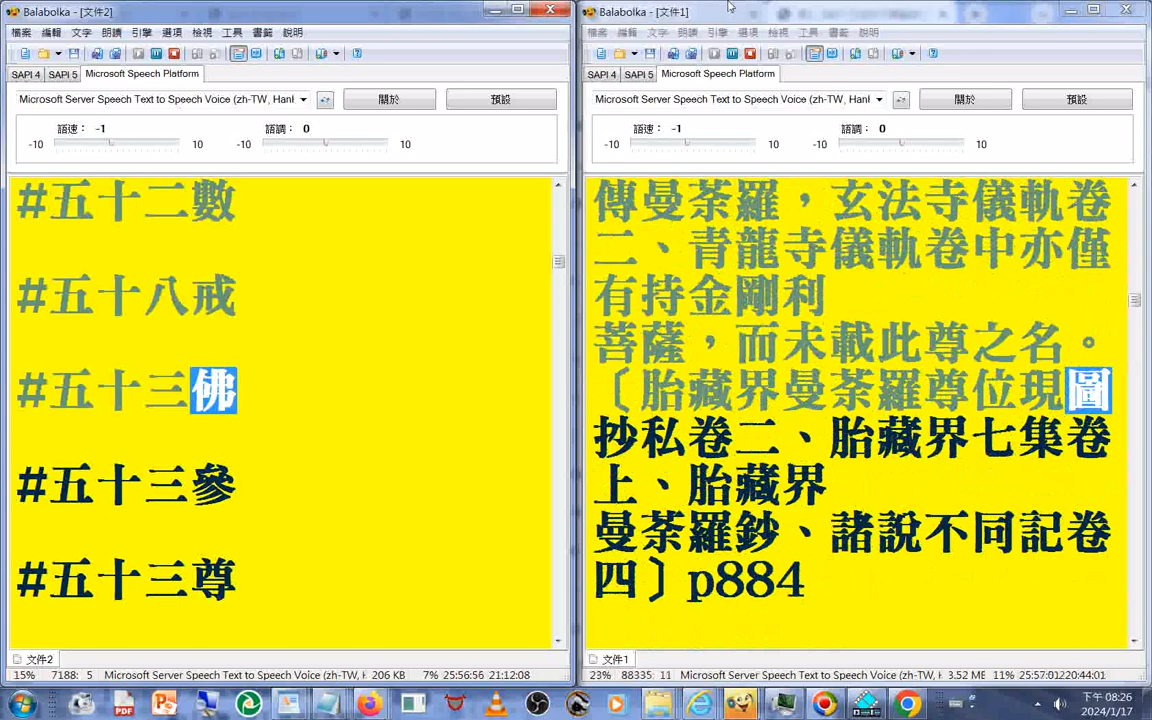 Balabolka - [文件2]
檔案 編輯 文字 朗讀 引擎 選項 檢視 工具 書籤 說明
SAPI 4 SAPI 5 Microsoft Speech Platform
Microsoft Server Speech Text to Speech Voice (zh-TW, Hanl
關於
預設
語速： -1
語調： 0
-10 10 -10 10
#五十二數
#五十八戒
#五十三佛
#五十三參
#五十三尊
文件2
15% 7188: 5 Microsoft Server Speech Text to Speech Voice (zh-TW, H 206 KB 7% 25:56:56 21:12:08
Balabolka - [文件1]
檔案 編輯 文字 朗讀 引擎 選項 檢視 工具 書籤 說明
SAPI 4 SAPI 5 Microsoft Speech Platform
Microsoft Server Speech Text to Speech Voice (zh-TW, Hanl
關於
預設
語速： -1
語調： 0
-10 10 -10 10
傳曼荼羅，玄法寺儀軌卷
二、青龍寺儀軌卷中亦僅
有持金剛利
菩薩，而未載此尊之名。
〔胎藏界曼荼羅尊位現圖
抄私卷二、胎藏界七集卷
上、胎藏界
曼荼羅鈔、諸說不同記卷
四〕p884
文件1
23% 88335: 11 Microsoft Server Speech Text to Speech Voice (zh-TW, H 3.52 MB 11% 25:57:01220:44:01
下午 08:26
2024/1/17